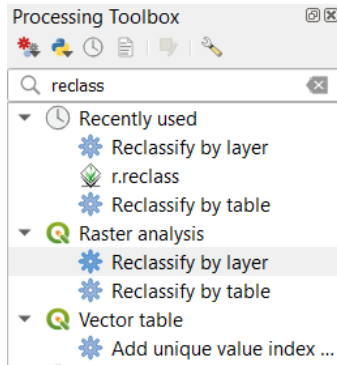 Processing Toolbox
reclass
Recently used
Reclassify by layer
r.reclass
Reclassify by table
Raster analysis
Reclassify by layer
Reclassify by table
Vector table
Add unique value index ...